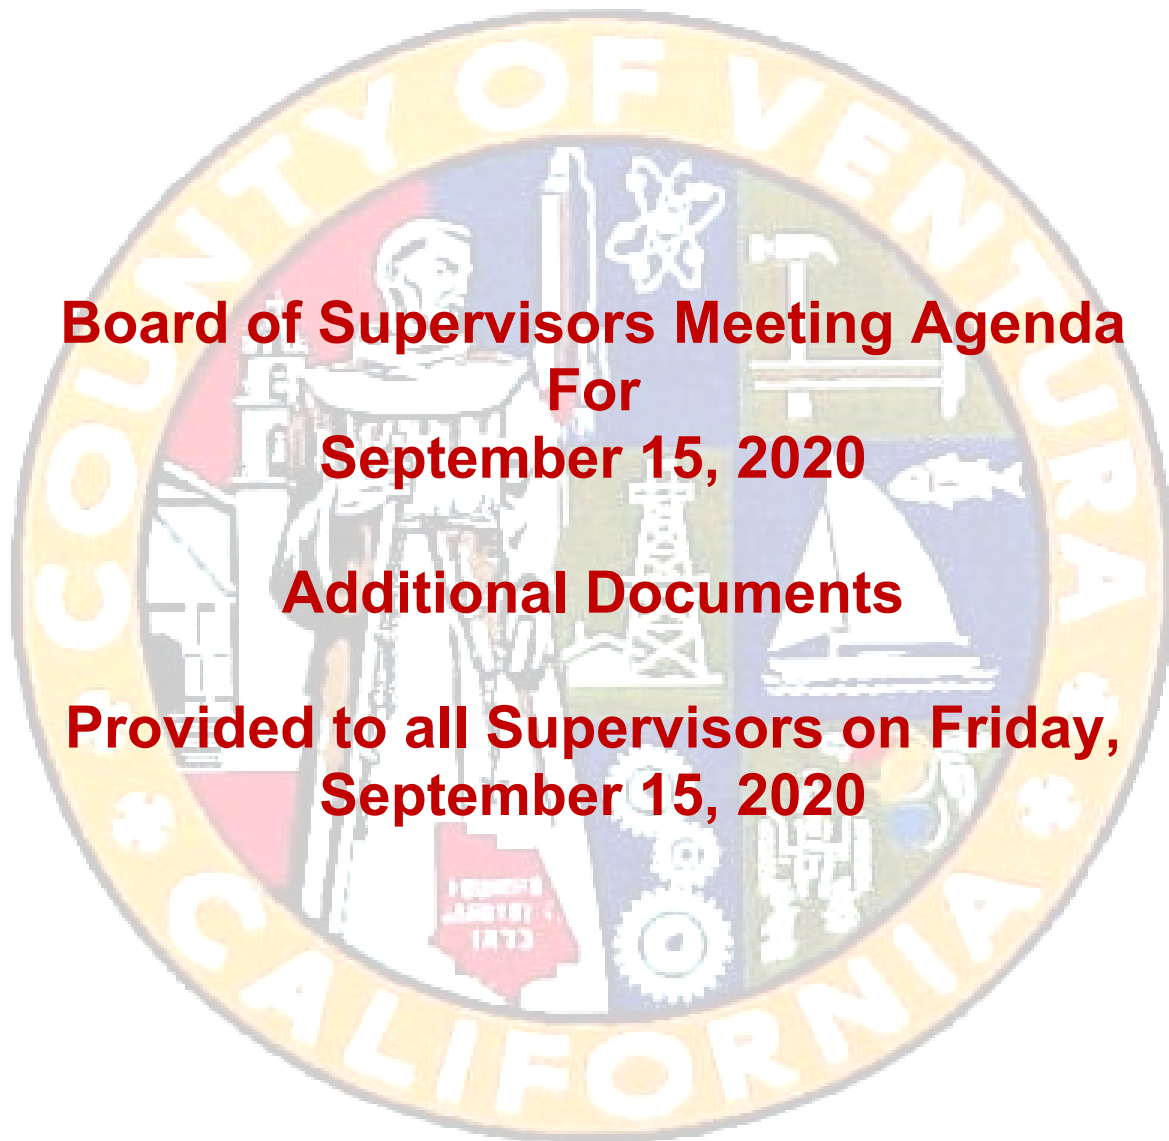 COUNTY OF VENTURA
Board of Supervisors Meeting Agenda
For
September 15, 2020
Additional Documents
Provided to all Supervisors on Friday,
September 15, 2020
1873
CALIFORNIA